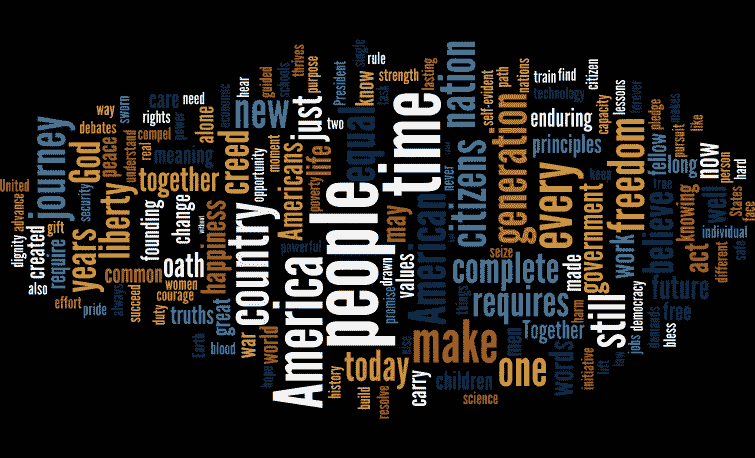 people
time
America
country
make
American
nation
every
generation
freedom
citizens
journey
equal
still
one
today
new
just
complete
requires
believe
liberty
God
years
creed
together
Americans
life
may
know
government
work
words
now
act
future
oath
happiness
common
change
founding
created
require
peace
care
meaning
alone
rights
truths
great
war
world
values
carry
children
science
history
build
resolve
hope
promise
drawn
powerful
poverty
opportunity
moment
purpose
thrives
guided
schools
hear
need
economic
President
task
single
rule
strength
two
lasting
self-evident
path
nations
train
find
technology
citizen
enduring
principles
capacity
lessons
forever
pledge
makes
fellow
long
pursuit
like
person
hard
well
knowing
States
face
individual
safe
different
free
demands
bless
democracy
jobs
made
harm
Together
initiative
men
things
seize
never
keep
way
debates
sworn
compel
real
understand
security
United
advance
dignity
gift
also
effort
pride
always
succeed
women
courage
duty
Earth
blood
without
power